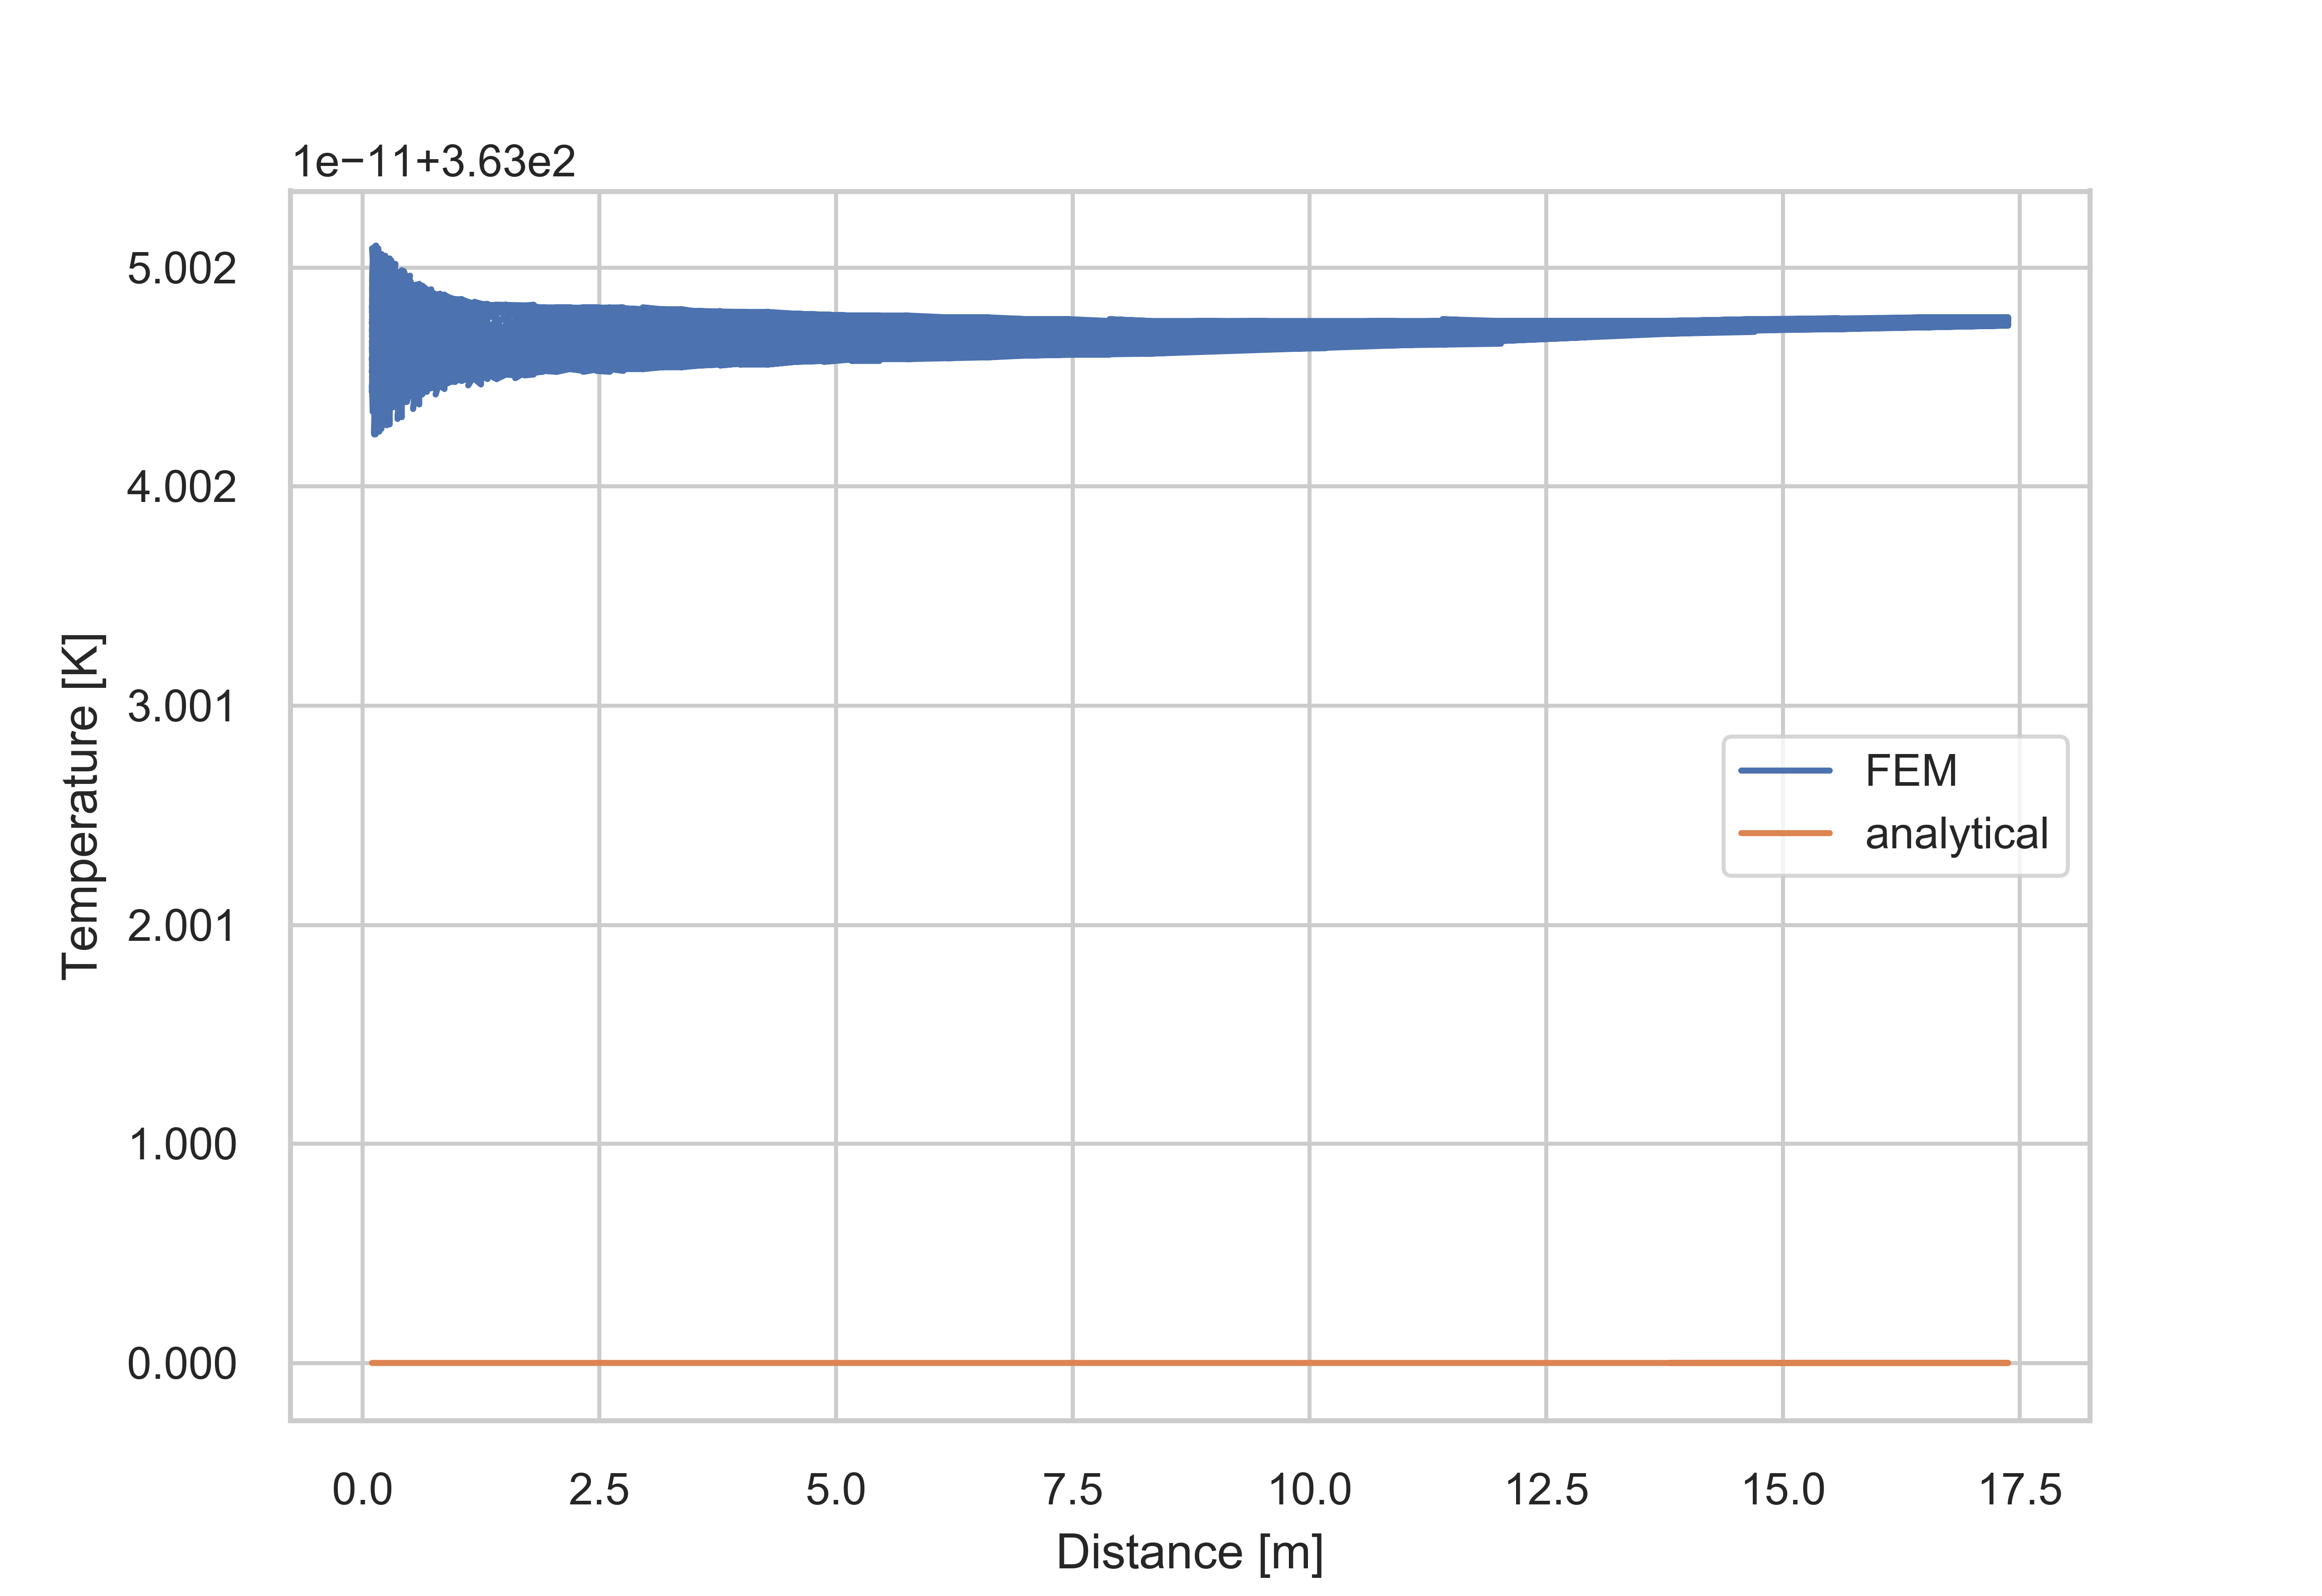 1e−11+3.63e2
5.002
4.002
3.001
2.001
1.000
0.000
Temperature [K]
FEM
analytical
0.0 2.5 5.0 7.5 10.0 12.5 15.0 17.5
Distance [m]